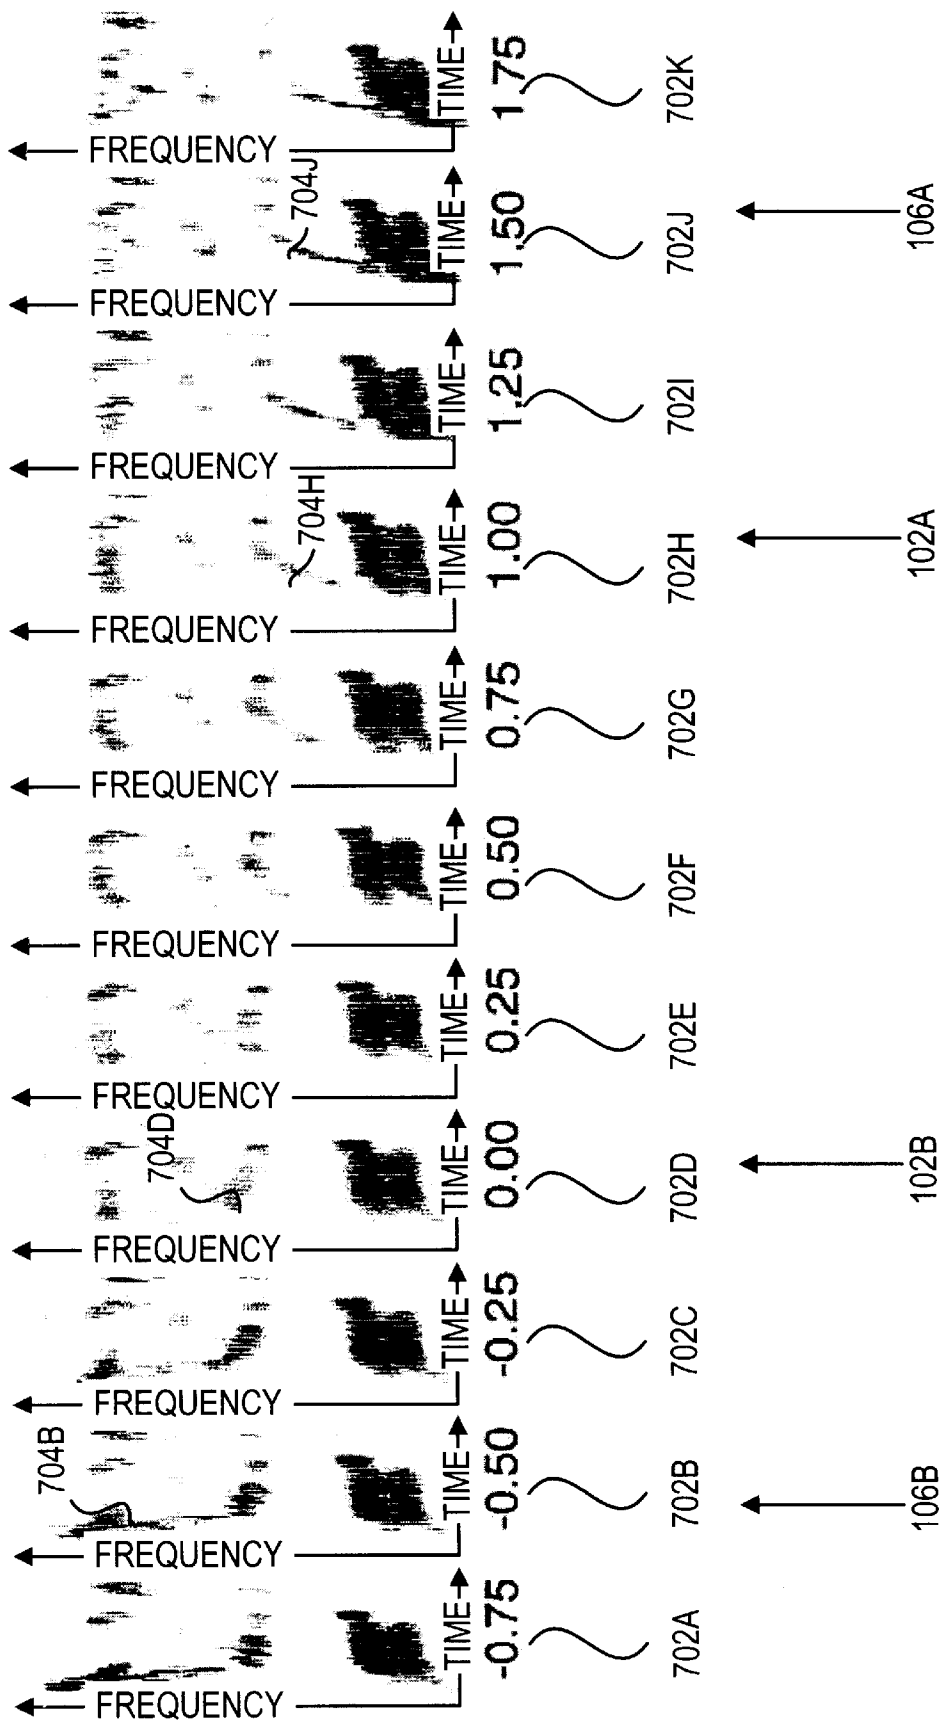 FREQUENCY
TIME
-0.75
702A
FREQUENCY
704B
TIME
-0.50
702B
106B
FREQUENCY
TIME
-0.25
702C
FREQUENCY
704D
TIME
0.00
702D
102B
FREQUENCY
TIME
0.25
702E
FREQUENCY
TIME
0.50
702F
FREQUENCY
TIME
0.75
702G
FREQUENCY
704H
TIME
1.00
702H
102A
FREQUENCY
TIME
1.25
702I
FREQUENCY
704J
TIME
1.50
702J
106A
FREQUENCY
TIME
1.75
702K